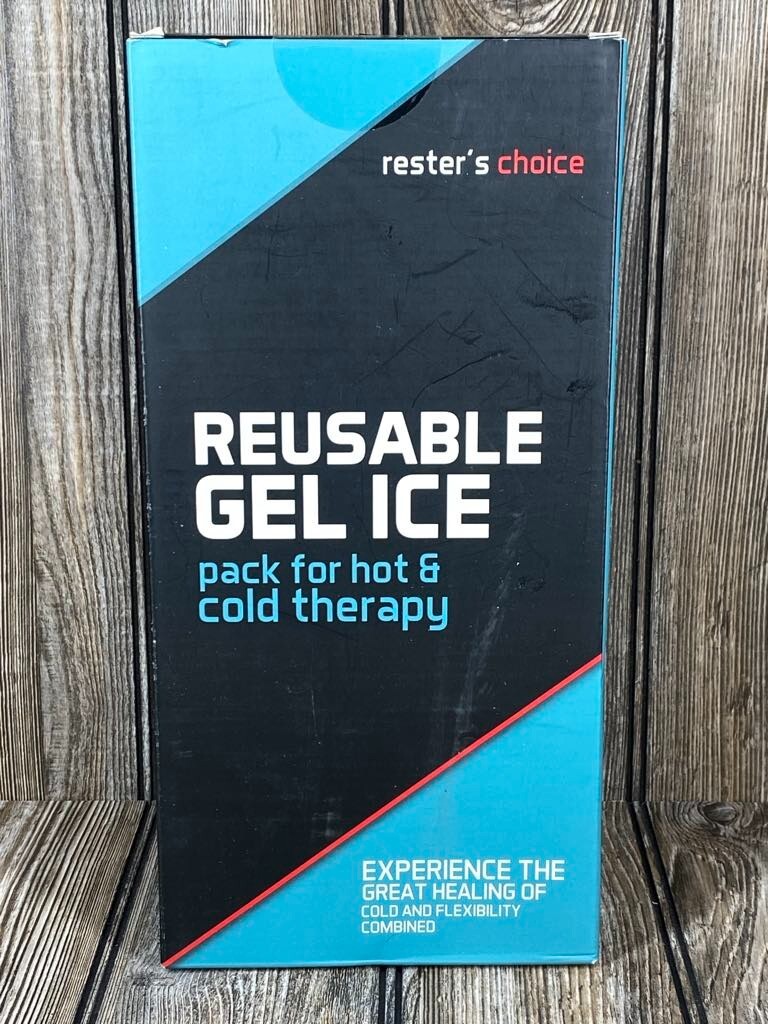 rester's choice
REUSABLE
GEL ICE
pack for hot &
cold therapy
EXPERIENCE THE
GREAT HEALING OF
COLD AND FLEXIBILITY
COMBINED